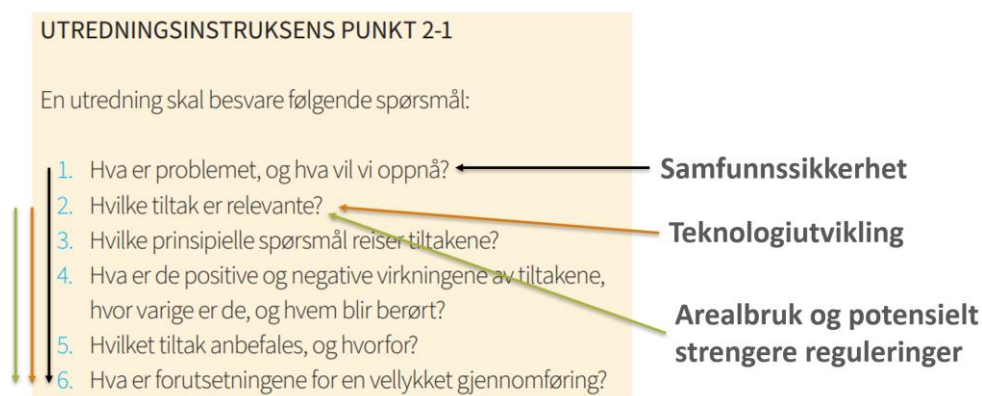 UTREDNINGSINSTRUKSENS PUNKT 2-1
En utredning skal besvare følgende spørsmål:
1. Hva er problemet, og hva vil vi oppnå?
2. Hvilke tiltak er relevante?
3. Hvilke prinsipielle spørsmål reiser tiltakene?
4. Hva er de positive og negative virkningene av tiltakene,
hvor varige er de, og hvem blir berørt?
5. Hvilket tiltak anbefales, og hvorfor?
6. Hva er forutsetningene for en vellykket gjennomføring?
Samfunnssikkerhet
Teknologiutvikling
Arealbruk og potensielt
strengere reguleringer